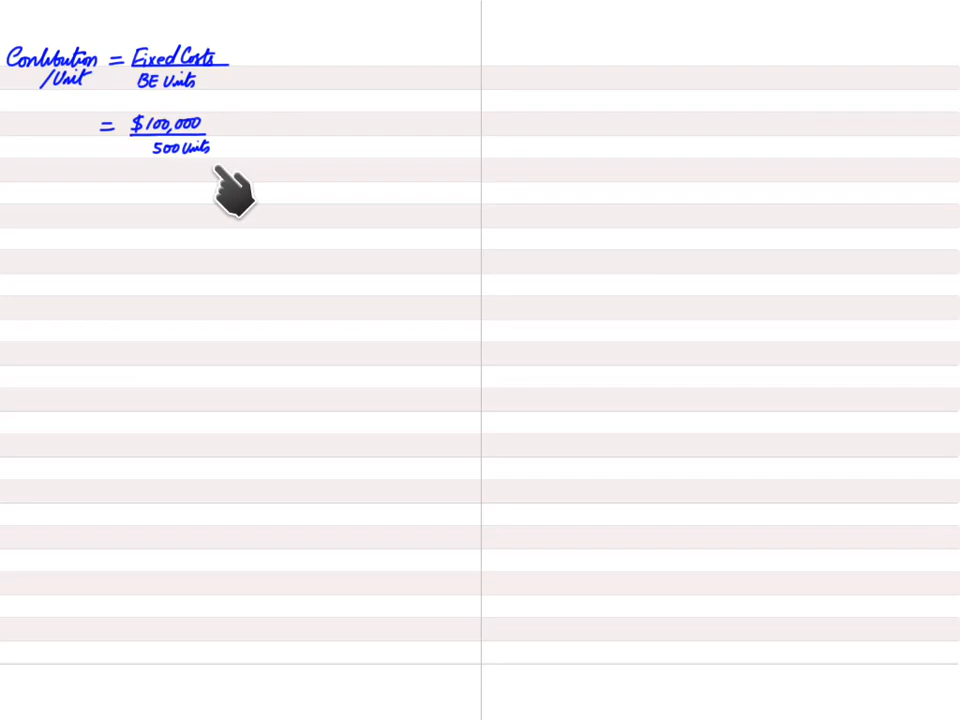 Contribution = Fixed Costs
/Unit BE Units
= $100,000
500 Units